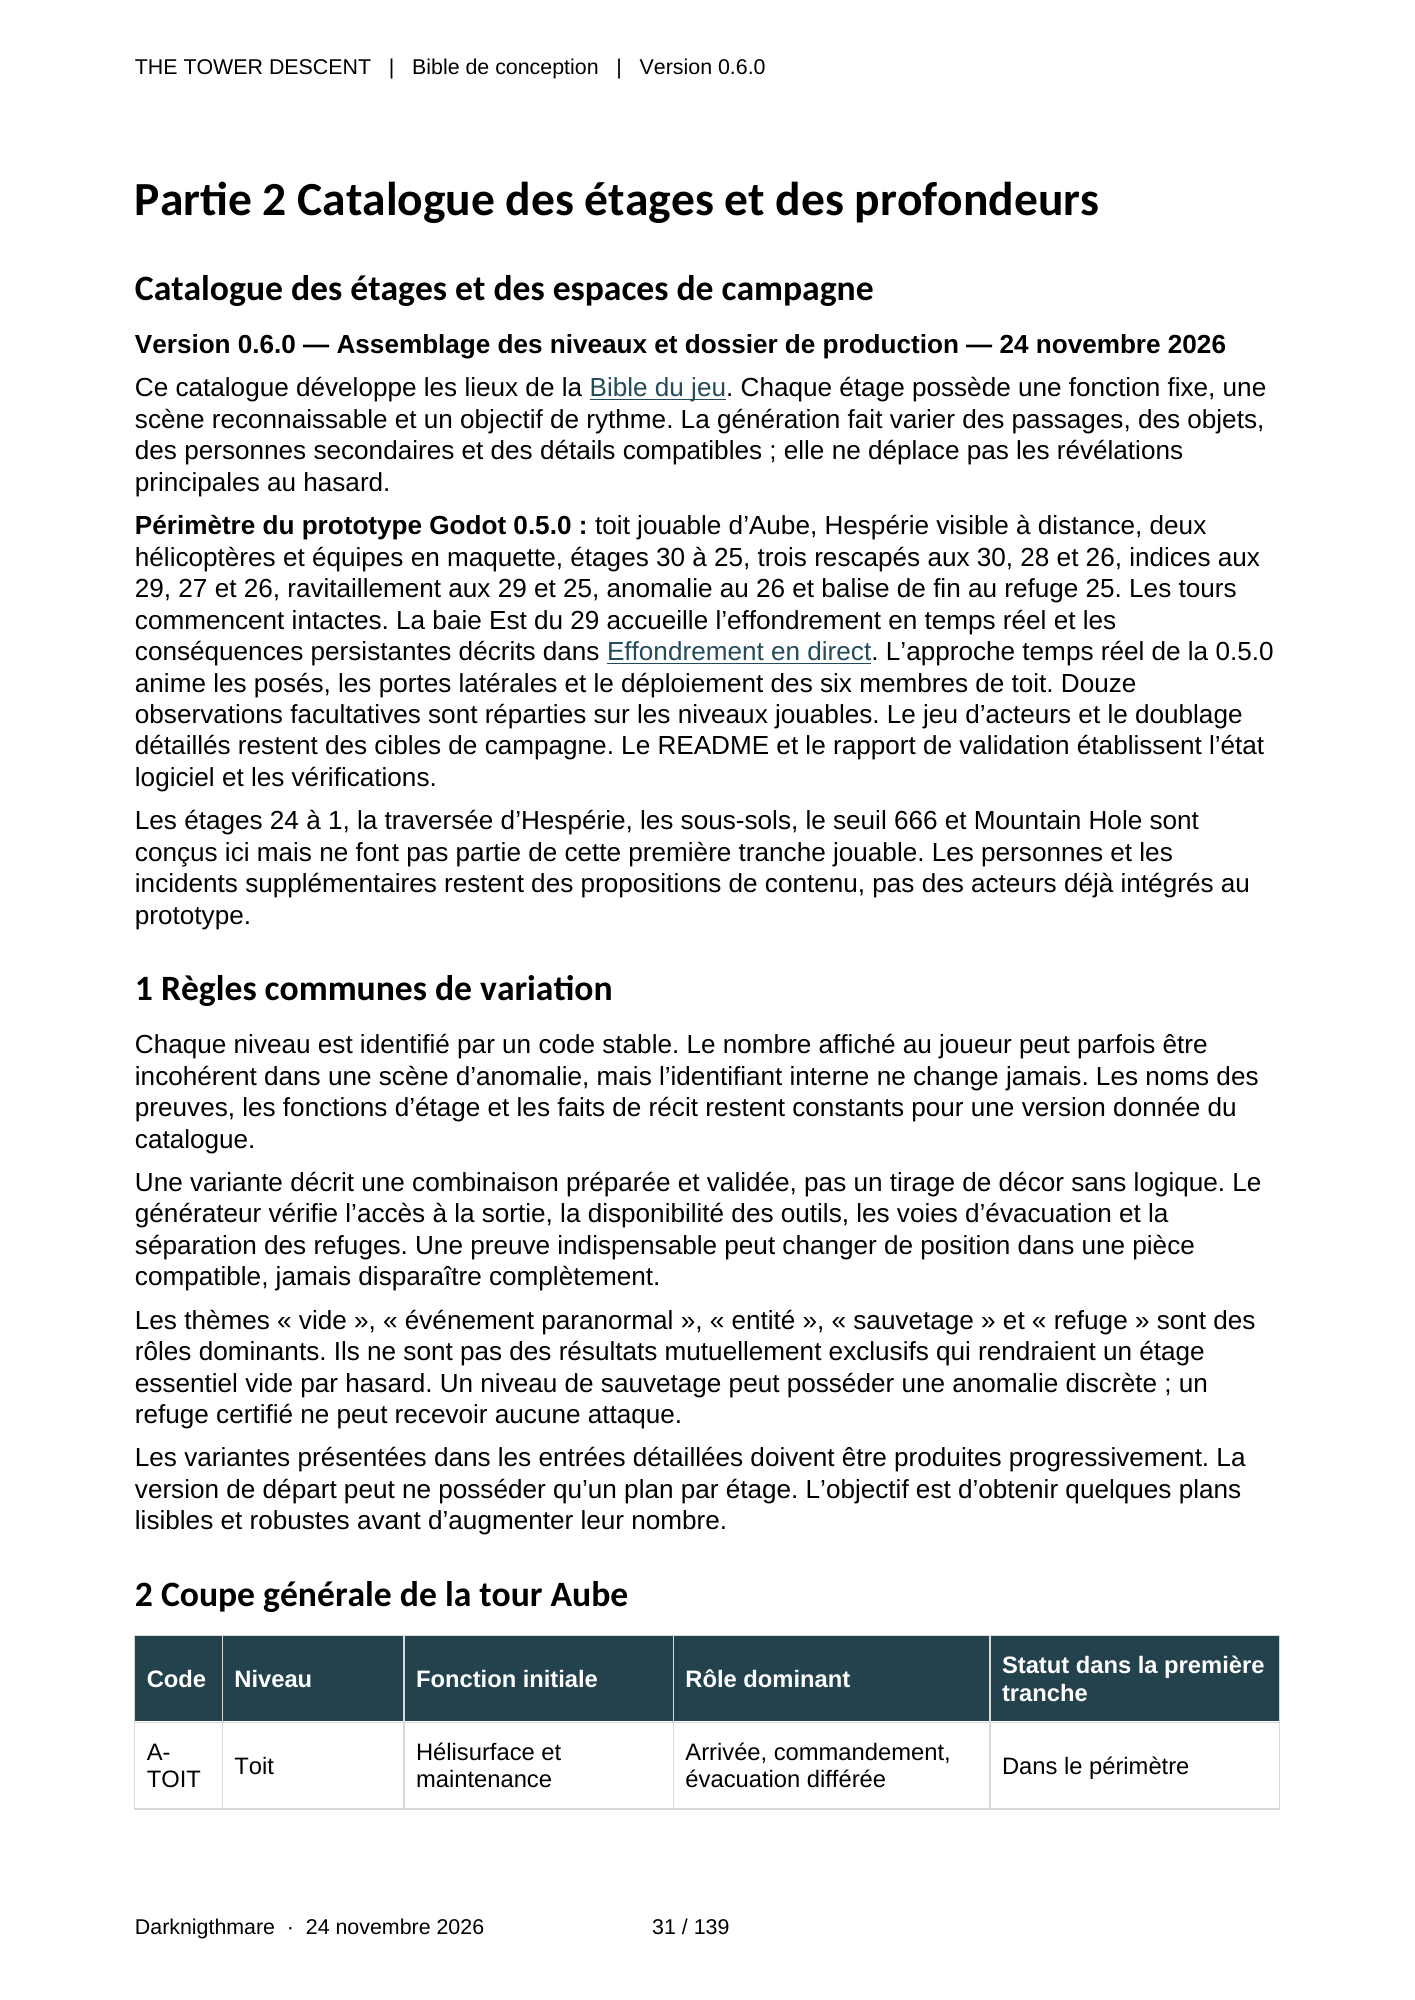 THE TOWER DESCENT | Bible de conception | Version 0.6.0
Partie 2 Catalogue des étages et des profondeurs
Catalogue des étages et des espaces de campagne
Version 0.6.0 — Assemblage des niveaux et dossier de production — 24 novembre 2026
Ce catalogue développe les lieux de la Bible du jeu. Chaque étage possède une fonction fixe, une
scène reconnaissable et un objectif de rythme. La génération fait varier des passages, des objets,
des personnes secondaires et des détails compatibles ; elle ne déplace pas les révélations
principales au hasard.
Périmètre du prototype Godot 0.5.0 : toit jouable d’Aube, Hespérie visible à distance, deux
hélicoptères et équipes en maquette, étages 30 à 25, trois rescapés aux 30, 28 et 26, indices aux
29, 27 et 26, ravitaillement aux 29 et 25, anomalie au 26 et balise de fin au refuge 25. Les tours
commencent intactes. La baie Est du 29 accueille l’effondrement en temps réel et les
conséquences persistantes décrits dans Effondrement en direct. L’approche temps réel de la 0.5.0
anime les posés, les portes latérales et le déploiement des six membres de toit. Douze
observations facultatives sont réparties sur les niveaux jouables. Le jeu d’acteurs et le doublage
détaillés restent des cibles de campagne. Le README et le rapport de validation établissent l’état
logiciel et les vérifications.
Les étages 24 à 1, la traversée d’Hespérie, les sous-sols, le seuil 666 et Mountain Hole sont
conçus ici mais ne font pas partie de cette première tranche jouable. Les personnes et les
incidents supplémentaires restent des propositions de contenu, pas des acteurs déjà intégrés au
prototype.
1 Règles communes de variation
Chaque niveau est identifié par un code stable. Le nombre affiché au joueur peut parfois être
incohérent dans une scène d’anomalie, mais l’identifiant interne ne change jamais. Les noms des
preuves, les fonctions d’étage et les faits de récit restent constants pour une version donnée du
catalogue.
Une variante décrit une combinaison préparée et validée, pas un tirage de décor sans logique. Le
générateur vérifie l’accès à la sortie, la disponibilité des outils, les voies d’évacuation et la
séparation des refuges. Une preuve indispensable peut changer de position dans une pièce
compatible, jamais disparaître complètement.
Les thèmes « vide », « événement paranormal », « entité », « sauvetage » et « refuge » sont des
rôles dominants. Ils ne sont pas des résultats mutuellement exclusifs qui rendraient un étage
essentiel vide par hasard. Un niveau de sauvetage peut posséder une anomalie discrète ; un
refuge certifié ne peut recevoir aucune attaque.
Les variantes présentées dans les entrées détaillées doivent être produites progressivement. La
version de départ peut ne posséder qu’un plan par étage. L’objectif est d’obtenir quelques plans
lisibles et robustes avant d’augmenter leur nombre.
2 Coupe générale de la tour Aube
Code Niveau Fonction initiale Rôle dominant Statut dans la première
tranche
A-
TOIT Toit Hélisurface et
maintenance Arrivée, commandement,
évacuation différée Dans le périmètre
Darknigthmare · 24 novembre 2026 31 / 139